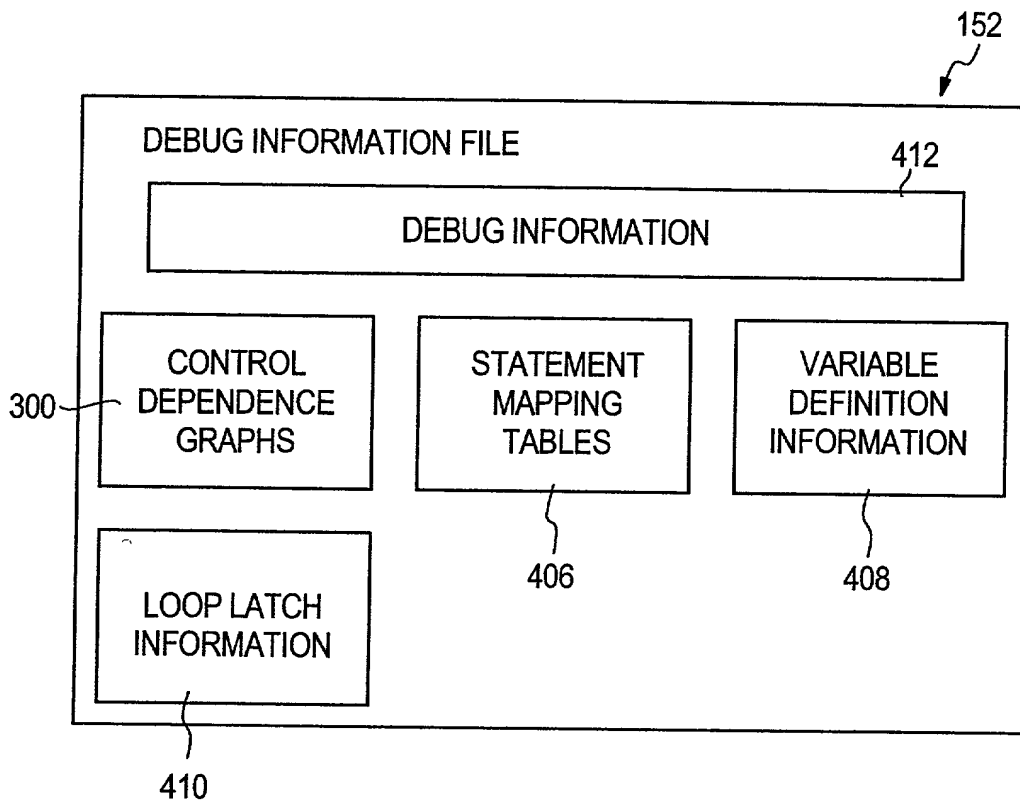 152
DEBUG INFORMATION FILE
412
DEBUG INFORMATION
CONTROL
DEPENDENCE
GRAPHS
300
STATEMENT
MAPPING
TABLES
406
VARIABLE
DEFINITION
INFORMATION
408
LOOP LATCH
INFORMATION
410